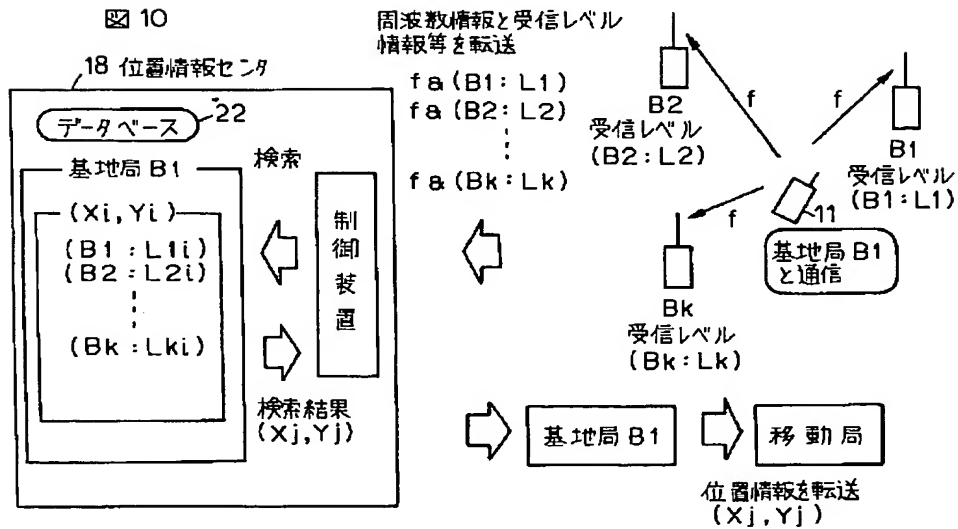 図 10
18 位置情報センタ
データベース
22
基地局 B1
(Xi, Yi)
(B1 : L1i)
(B2 : L2i)
(Bk : Lki)
検索
制御装置
検索結果
(Xj, Yj)
周波数情報と受信レベル
情報等を転送
f & (B1 : L1)
f & (B2 : L2)
f & (Bk : Lk)
f
B2
受信レベル
(B2 : L2)
f
B1
受信レベル
(B1 : L1)
f
11
基地局 B1
と通信
Bk
受信レベル
(Bk : Lk)
基地局 B1
移動局
位置情報を転送
(Xj, Yj)